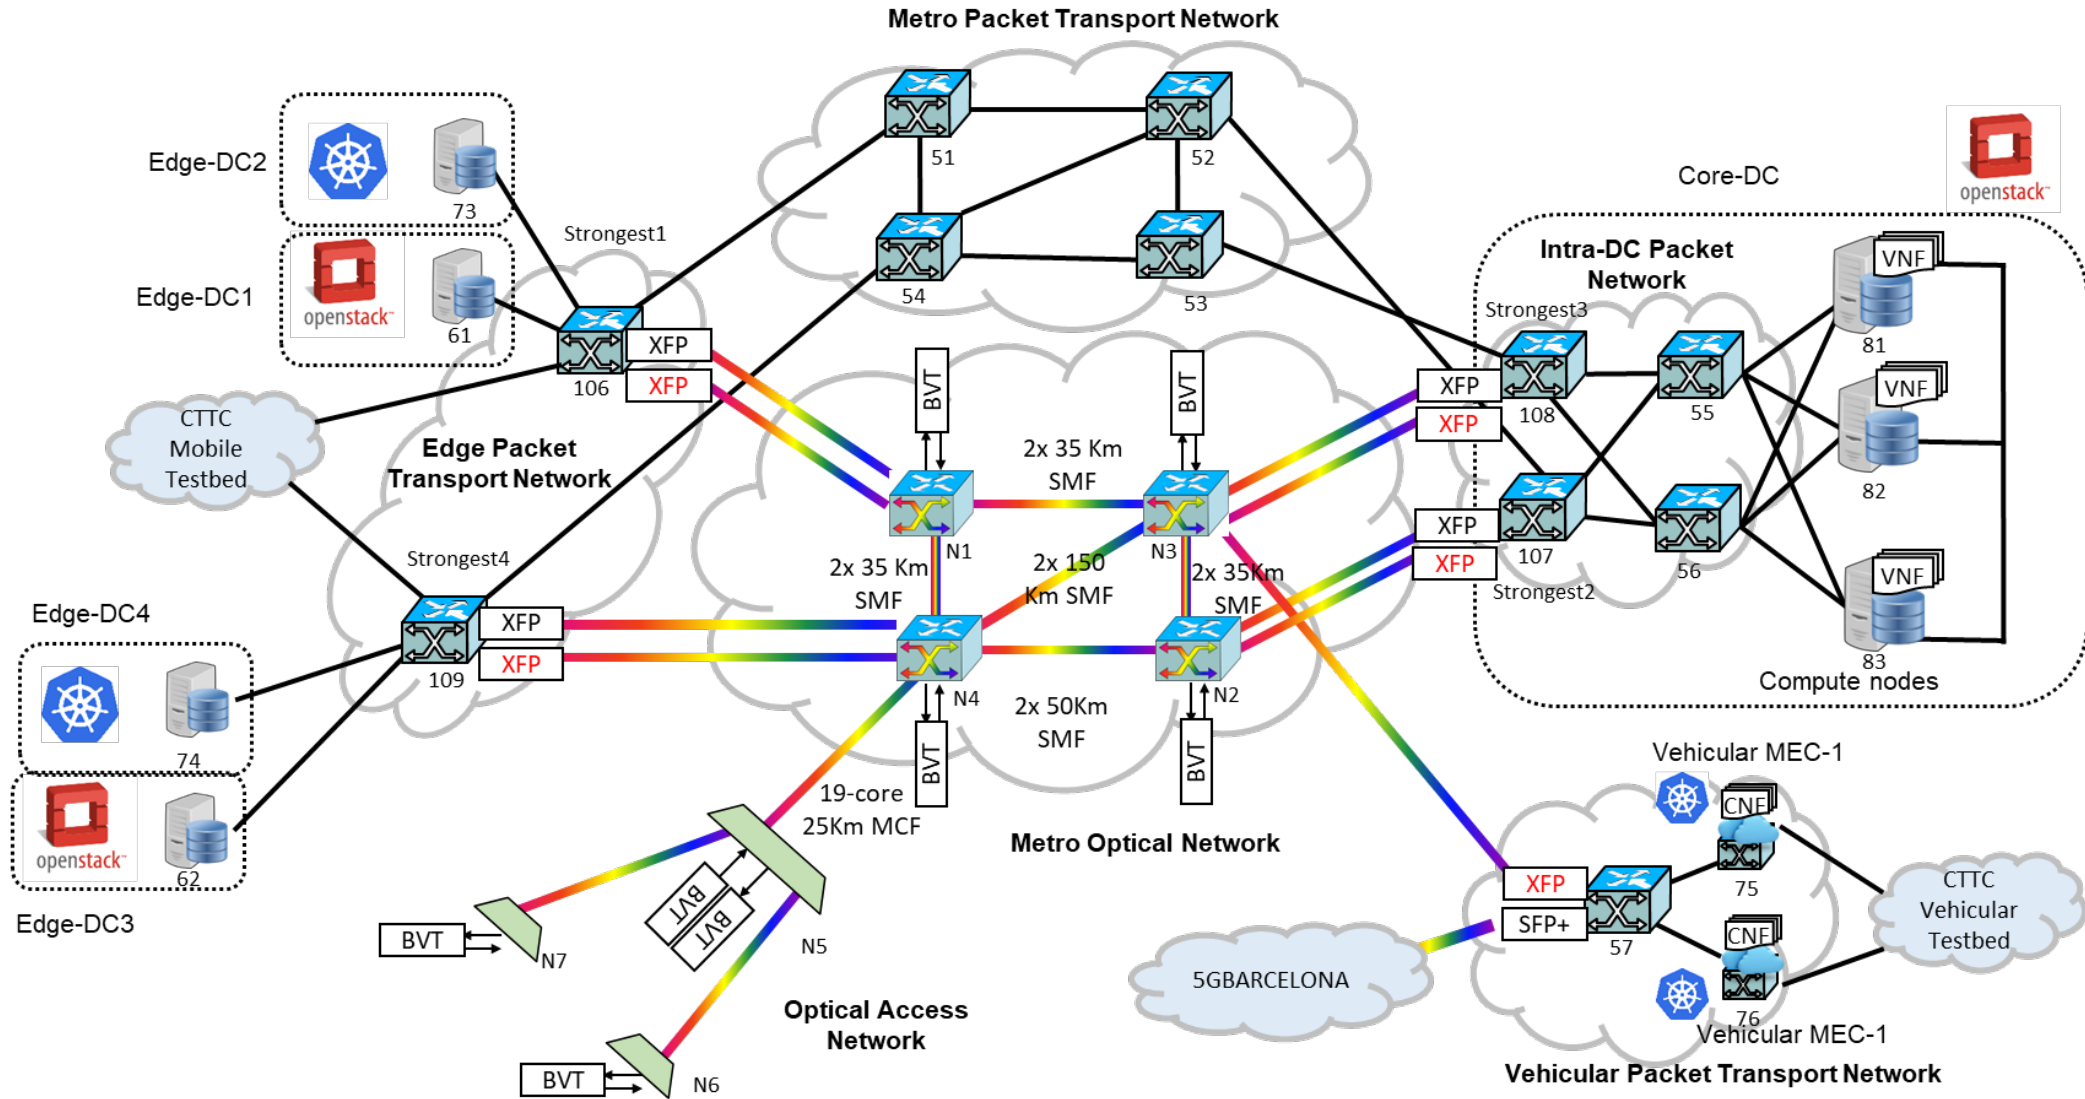 Metro Packet Transport Network
51
52
54
53
Edge-DC2
73
Edge-DC1
openstack™
61
Strongest1
XFP
XFP
106
CTTC
Mobile
Testbed
Edge Packet
Transport Network
Strongest4
XFP
XFP
109
Edge-DC4
74
openstack™
62
Edge-DC3
BVT
BVT
2x 35 Km
SMF
N1
N3
2x 35 Km
SMF
2x 150
Km SMF
2x 35Km
SMF
N4
N2
2x 50Km
SMF
BVT
BVT
19-core
25Km MCF
Metro Optical Network
BVT
BVT
N5
BVT
N7
BVT
N6
Optical Access
Network
Core-DC
openstack™
Intra-DC Packet
Network
Strongest3
XFP
XFP
108
55
XFP
XFP
107
Strongest2
56
VNF
81
VNF
82
VNF
83
Compute nodes
Vehicular MEC-1
CNF
75
XFP
SFP+
57
CNF
76
Vehicular MEC-1
CTTC
Vehicular
Testbed
5GBARCELONA
Vehicular Packet Transport Network